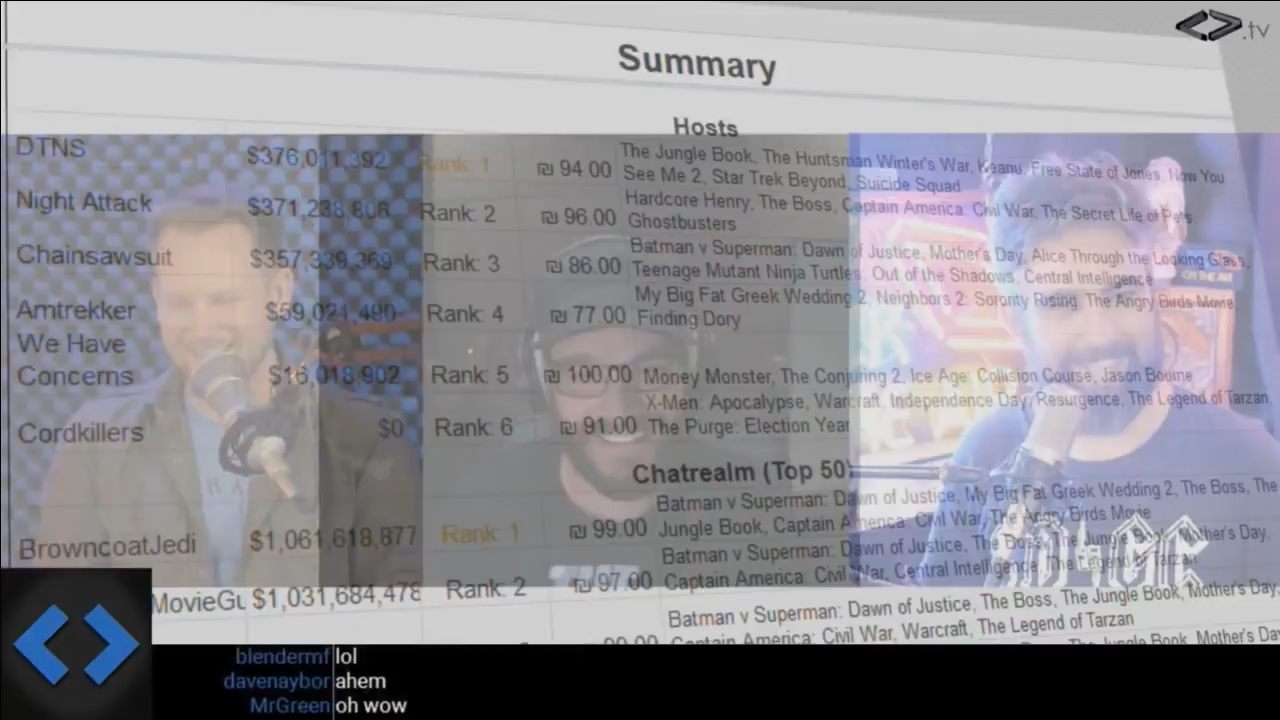 .tv
Summary
Hosts
DTNS $376,011,392 Rank: 1 ₪ 94.00 The Jungle Book, The Huntsman Winter's War, Keanu, Free State of Jones, Now You
See Me 2, Star Trek Beyond, Suicide Squad
Night Attack $371,238,806 Rank: 2 ₪ 96.00 Hardcore Henry, The Boss, Captain America: Civil War, The Secret Life of Pets,
Ghostbusters
Chainsawsuit $357,339,369 Rank: 3 ₪ 86.00 Batman v Superman: Dawn of Justice, Mother's Day, Alice Through the Looking Glass,
Teenage Mutant Ninja Turtles: Out of the Shadows, Central Intelligence
Amtrekker $59,021,490 Rank: 4 ₪ 77.00 My Big Fat Greek Wedding 2, Neighbors 2: Sorority Rising, The Angry Birds Movie,
Finding Dory
We Have
Concerns $16,018,902 Rank: 5 ₪ 100.00 Money Monster, The Conjuring 2, Ice Age: Collision Course, Jason Bourne
X-Men: Apocalypse, Warcraft, Independence Day: Resurgence, The Legend of Tarzan,
Cordkillers $0 Rank: 6 ₪ 91.00 The Purge: Election Year
Chatrealm (Top 50)
BrowncoatJedi $1,061,618,877 Rank: 1 ₪ 99.00 Batman v Superman: Dawn of Justice, My Big Fat Greek Wedding 2, The Boss, The
Jungle Book, Captain America: Civil War, The Angry Birds Movie
MovieGu $1,031,684,478 Rank: 2 ₪ 97.00 Batman v Superman: Dawn of Justice, The Boss, The Jungle Book, Mother's Day,
Captain America: Civil War, Central Intelligence, The Legend of Tarzan
Batman v Superman: Dawn of Justice, The Boss, The Jungle Book, Mother's Day,
Captain America: Civil War, Warcraft, The Legend of Tarzan
Jungle Book, Mother's Da
blendermf lol
davenaybor ahem
MrGreen oh wow